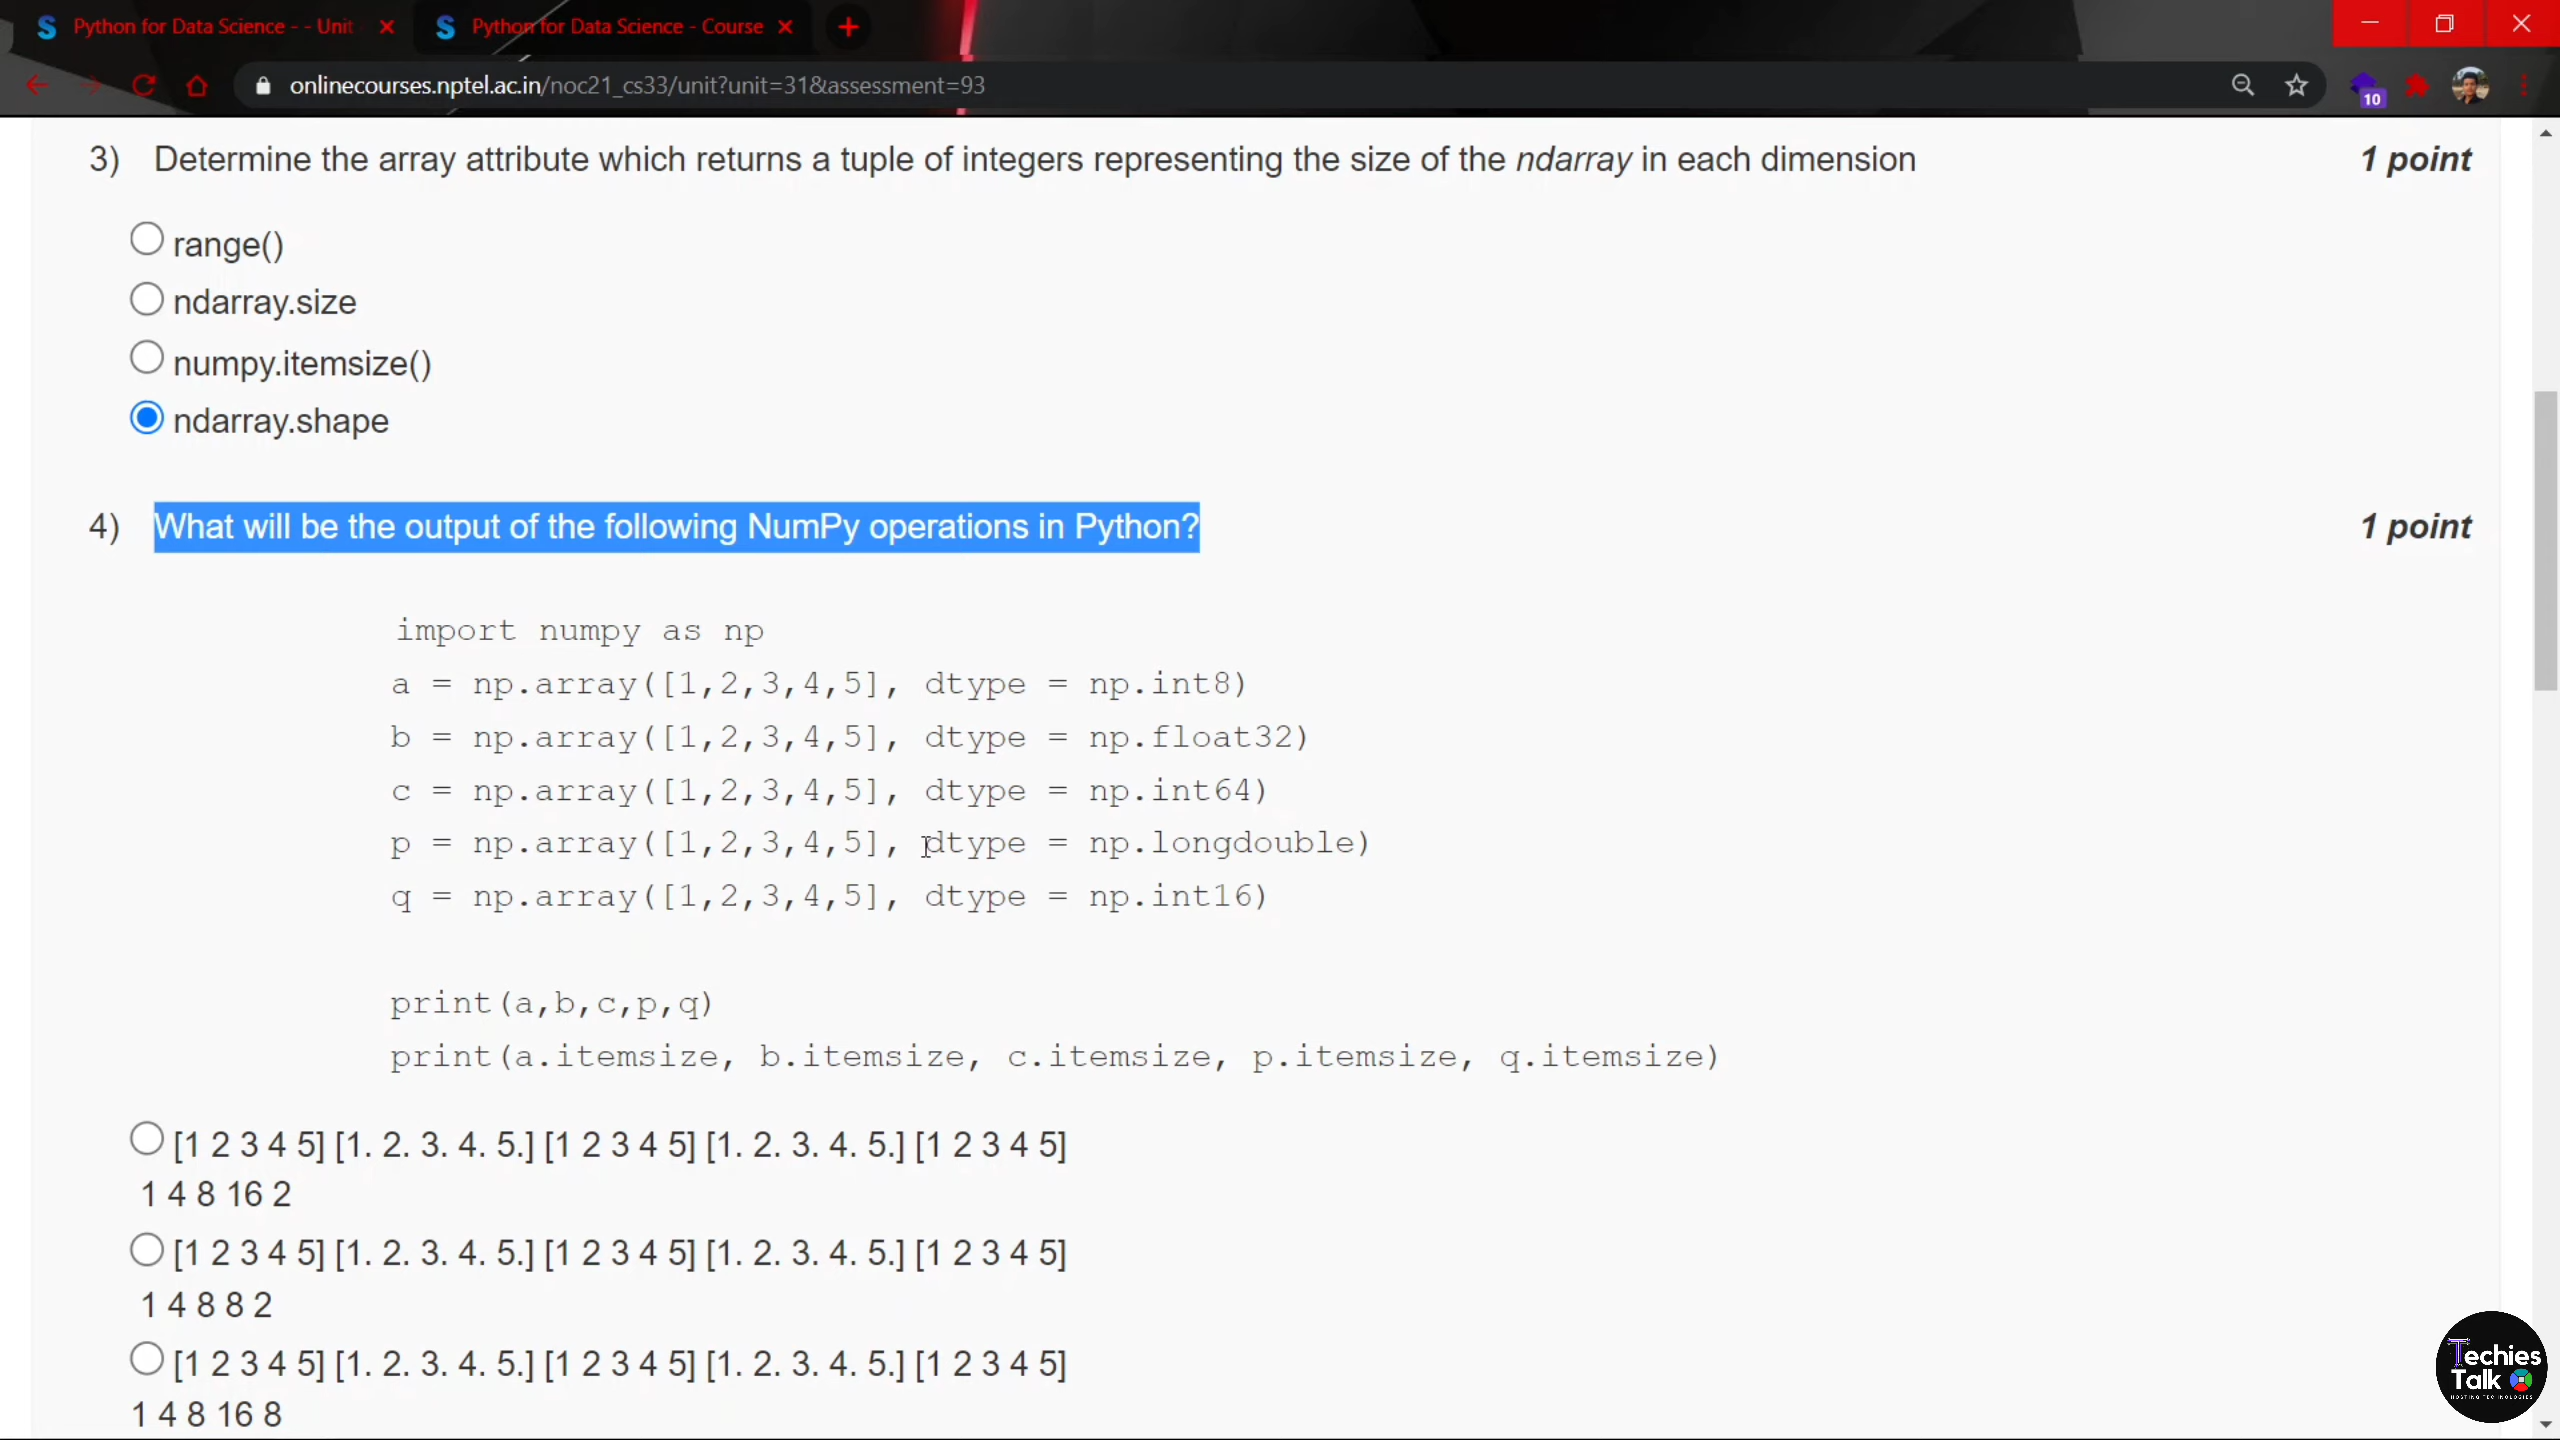 Python for Data Science - - Unit
Python for Data Science - Course
onlinecourses.nptel.ac.in/noc21_cs33/unit?unit=31&assessment=93
10
3) Determine the array attribute which returns a tuple of integers representing the size of the ndarray in each dimension 1 point
range()
ndarray.size
numpy.itemsize()
ndarray.shape
4) What will be the output of the following NumPy operations in Python? 1 point
import numpy as np
a = np.array([1,2,3,4,5], dtype = np.int8)
b = np.array([1,2,3,4,5], dtype = np.float32)
c = np.array([1,2,3,4,5], dtype = np.int64)
p = np.array([1,2,3,4,5], dtype = np.longdouble)
q = np.array([1,2,3,4,5], dtype = np.int16)
print(a,b,c,p,q)
print(a.itemsize, b.itemsize, c.itemsize, p.itemsize, q.itemsize)
[1 2 3 4 5] [1. 2. 3. 4. 5.] [1 2 3 4 5] [1. 2. 3. 4. 5.] [1 2 3 4 5]
1 4 8 16 2
[1 2 3 4 5] [1. 2. 3. 4. 5.] [1 2 3 4 5] [1. 2. 3. 4. 5.] [1 2 3 4 5]
1 4 8 8 2
[1 2 3 4 5] [1. 2. 3. 4. 5.] [1 2 3 4 5] [1. 2. 3. 4. 5.] [1 2 3 4 5]
1 4 8 16 8
Techies
Talk